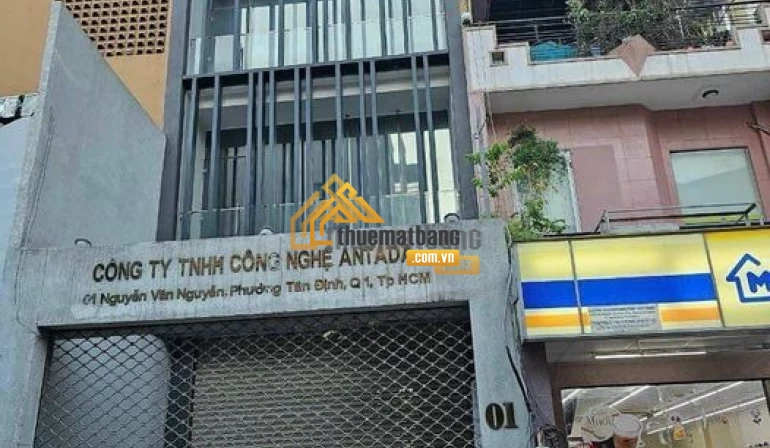 thuematbang
.com.vn
CÔNG TY TNHH CÔNG NGHỆ ANTADA
01 Nguyễn Văn Nguyễn, Phường Tân Định, Q 1, Tp HCM
01
M